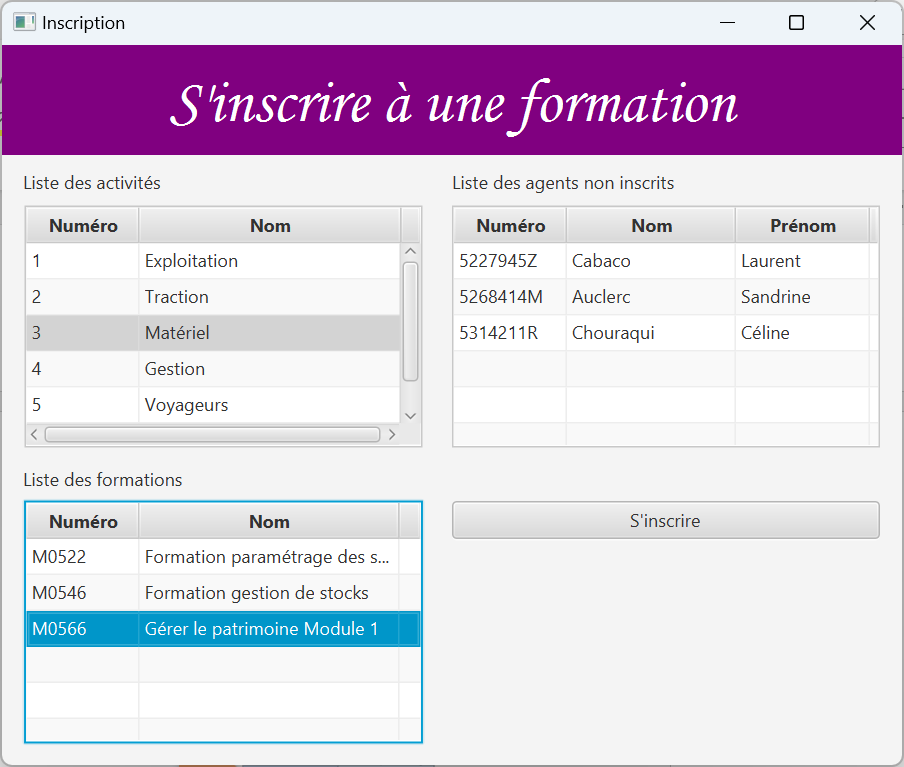 Inscription
S'inscrire à une formation
Liste des activités
Numéro Nom
1 Exploitation
2 Traction
3 Matériel
4 Gestion
5 Voyageurs
Liste des agents non inscrits
Numéro Nom Prénom
5227945Z Cabaco Laurent
5268414M Auclerc Sandrine
5314211R Chouraqui Céline
Liste des formations
Numéro Nom
M0522 Formation paramétrage des s...
M0546 Formation gestion de stocks
M0566 Gérer le patrimoine Module 1
S'inscrire